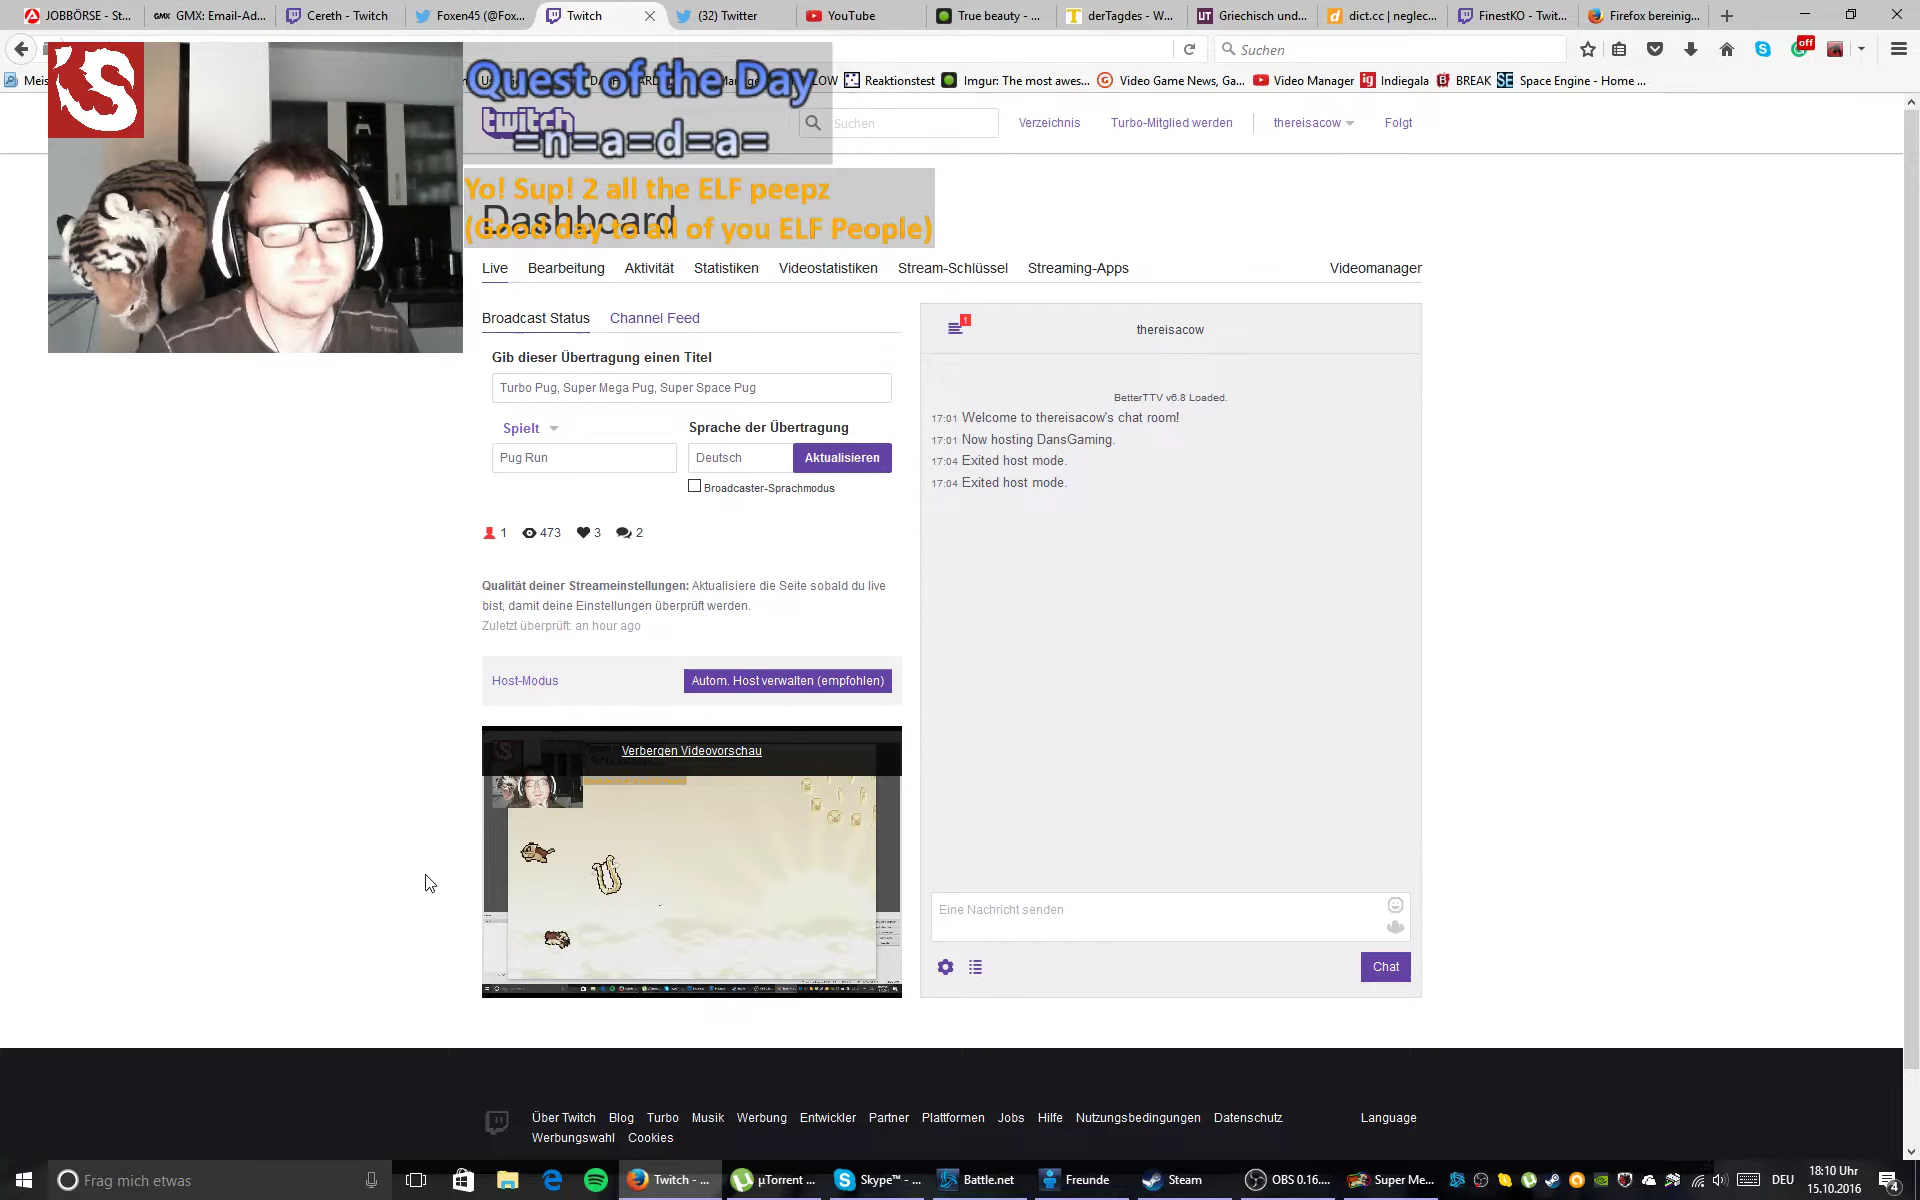 JOBBÖRSE - St...
GMX: Email-Ad...
Cereth - Twitch
Foxen45 (@Fox...
Twitch
(32) Twitter
YouTube
True beauty - ...
derTagdes - W...
Griechisch und...
dict.cc | neglec...
FinestKO - Twit...
Firefox bereinig...
Suchen
off
Meis
LOW
Reaktionstest
Imgur: The most awes...
Video Game News, Ga...
Video Manager
Indiegala
BREAK
Space Engine - Home ...
Quest of the Day
=n=a=d=a=
twitch
Suchen
Verzeichnis
Turbo-Mitglied werden
thereisacow
Folgt
Yo! Sup! 2 all the ELF peepz
(Good day to all of you ELF People)
Dashboard
Live
Bearbeitung
Aktivität
Statistiken
Videostatistiken
Stream-Schlüssel
Streaming-Apps
Videomanager
Broadcast Status
Channel Feed
Gib dieser Übertragung einen Titel
Turbo Pug, Super Mega Pug, Super Space Pug
Spielt
Sprache der Übertragung
Pug Run
Deutsch
Aktualisieren
Broadcaster-Sprachmodus
1 473 3 2
Qualität deiner Streameinstellungen: Aktualisiere die Seite sobald du live
bist, damit deine Einstellungen überprüft werden.
Zuletzt überprüft: an hour ago
Host-Modus
Autom. Host verwalten (empfohlen)
Verbergen Videovorschau
1
thereisacow
BetterTTV v6.8 Loaded.
17:01 Welcome to thereisacow's chat room!
17:01 Now hosting DansGaming.
17:04 Exited host mode.
17:04 Exited host mode.
Eine Nachricht senden
Chat
Über Twitch
Blog
Turbo
Musik
Werbung
Entwickler
Partner
Plattformen
Jobs
Hilfe
Nutzungsbedingungen
Datenschutz
Language
Werbungswahl
Cookies
Frag mich etwas
Twitch - ...
µTorrent ...
Skype™ - ...
Battle.net
Freunde
Steam
OBS 0.16....
Super Me...
DEU
18:10 Uhr
15.10.2016
4